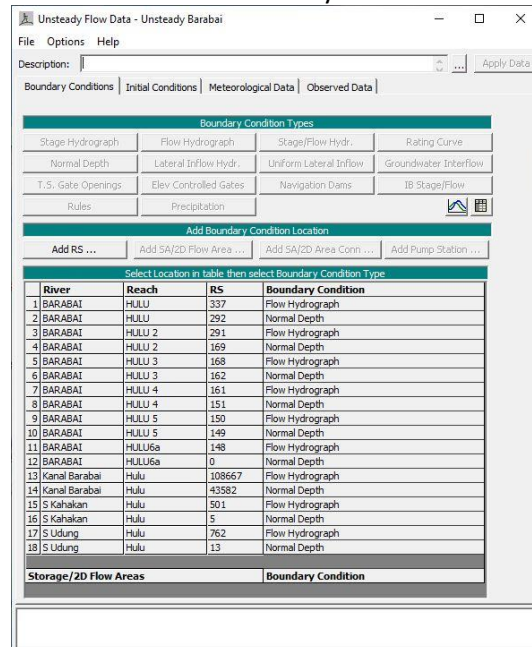 Unsteady Flow Data - Unsteady Barabai
File Options Help
Description: ... Apply Data
Boundary Conditions Initial Conditions Meteorological Data Observed Data
Boundary Condition Types
Stage Hydrograph Flow Hydrograph Stage/Flow Hydr. Rating Curve
Normal Depth Lateral Inflow Hydr. Uniform Lateral Inflow Groundwater Interflow
T.S. Gate Openings Elev Controlled Gates Navigation Dams IB Stage/Flow
Rules Precipitation
Add Boundary Condition Location
Add RS ... Add SA/2D Flow Area ... Add SA/2D Area Conn ... Add Pump Station ...
Select Location in table then select Boundary Condition Type
River Reach RS Boundary Condition
1 BARABAI HULU 337 Flow Hydrograph
2 BARABAI HULU 292 Normal Depth
3 BARABAI HULU 2 291 Flow Hydrograph
4 BARABAI HULU 2 169 Normal Depth
5 BARABAI HULU 3 168 Flow Hydrograph
6 BARABAI HULU 3 162 Normal Depth
7 BARABAI HULU 4 161 Flow Hydrograph
8 BARABAI HULU 4 151 Normal Depth
9 BARABAI HULU 5 150 Flow Hydrograph
10 BARABAI HULU 5 149 Normal Depth
11 BARABAI HULU6a 148 Flow Hydrograph
12 BARABAI HULU6a 0 Normal Depth
13 Kanal Barabai Hulu 108667 Flow Hydrograph
14 Kanal Barabai Hulu 43582 Normal Depth
15 S Kahakan Hulu 501 Flow Hydrograph
16 S Kahakan Hulu 5 Normal Depth
17 S Udung Hulu 762 Flow Hydrograph
18 S Udung Hulu 13 Normal Depth
Storage/2D Flow Areas Boundary Condition